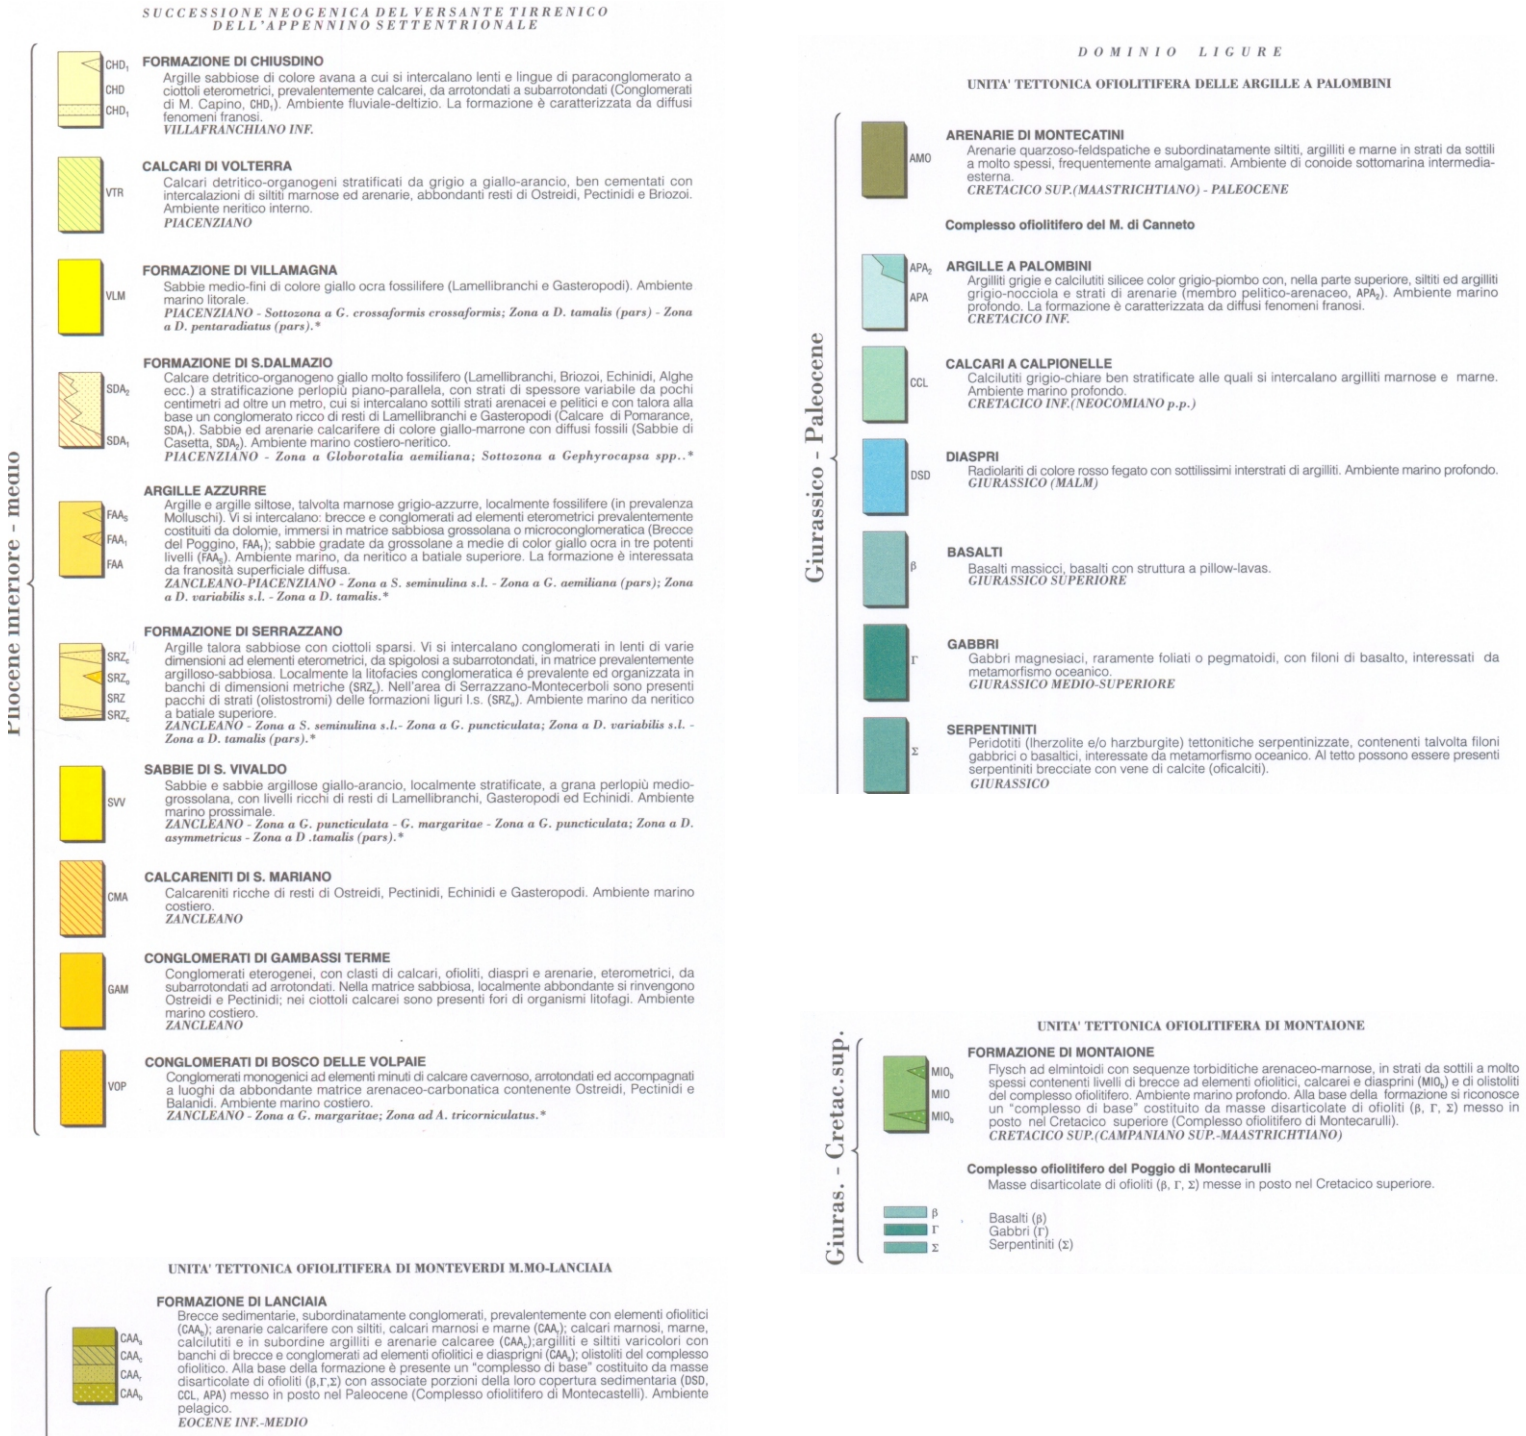 SUCCESSIONE NEOGENICA DEL VERSANTE TIRRENICO
DELL'APPENNINO SETTENTRIONALE
Pliocene inferiore - medio
CHD₁
CHD
CHD₁
FORMAZIONE DI CHIUSDINO
Argille sabbiose di colore avana a cui si intercalano lenti e lingue di paraconglomerato a
ciottoli eterometrici, prevalentemente calcarei, da arrotondati a subarrotondati (Conglomerati
di M. Capino, CHD₁). Ambiente fluviale-deltizio. La formazione è caratterizzata da diffusi
fenomeni franosi.
VILLAFRANCHIANO INF.
VTR
CALCARI DI VOLTERRA
Calcari detritico-organogeni stratificati da grigio a giallo-arancio, ben cementati con
intercalazioni di siltiti marnose ed arenarie, abbondanti resti di Ostreidi, Pectinidi e Briozoi.
Ambiente neritico interno.
PIACENZIANO
VLM
FORMAZIONE DI VILLAMAGNA
Sabbie medio-fini di colore giallo ocra fossilifere (Lamellibranchi e Gasteropodi). Ambiente
marino litorale.
PIACENZIANO - Sottozona a G. crossaformis crossaformis; Zona a D. tamalis (pars) - Zona
a D. pentaradiatus (pars).*
SDA₂
SDA₁
FORMAZIONE DI S.DALMAZIO
Calcare detritico-organogeno giallo molto fossilifero (Lamellibranchi, Briozoi, Echinidi, Alghe
ecc.) a stratificazione perlopiù piano-parallela, con strati di spessore variabile da pochi
centimetri ad oltre un metro, cui si intercalano sottili strati arenacei e pelitici e con talora alla
base un conglomerato ricco di resti di Lamellibranchi e Gasteropodi (Calcare di Pomarance,
SDA₁). Sabbie ed arenarie calcarifere di colore giallo-marrone con diffusi fossili (Sabbie di
Casetta, SDA₂). Ambiente marino costiero-neritico.
PIACENZIANO - Zona a Globorotalia aemiliana; Sottozona a Gephyrocapsa spp..*
FAAₛ
FAA₁
FAA
ARGILLE AZZURRE
Argille e argille siltose, talvolta marnose grigio-azzurre, localmente fossilifere (in prevalenza
Molluschi). Vi si intercalano: brecce e conglomerati ad elementi eterometrici prevalentemente
costituiti da dolomie, immersi in matrice sabbiosa grossolana o microconglomeratica (Brecce
del Poggino, FAA₁); sabbie gradate da grossolane a medie di color giallo ocra in tre potenti
livelli (FAAₛ). Ambiente marino, da neritico a batiale superiore. La formazione è interessata
da franosità superficiale diffusa.
ZANCLEANO-PIACENZIANO - Zona a S. seminulina s.l. - Zona a G. aemiliana (pars); Zona
a D. variabilis s.l. - Zona a D. tamalis.*
SRZ꜀
SRZₒ
SRZ
SRZ꜀
FORMAZIONE DI SERRAZZANO
Argille talora sabbiose con ciottoli sparsi. Vi si intercalano conglomerati in lenti di varie
dimensioni ad elementi eterometrici, da spigolosi a subarrotondati, in matrice prevalentemente
argilloso-sabbiosa. Localmente la litofacies conglomeratica é prevalente ed organizzata in
banchi di dimensioni metriche (SRZ꜀). Nell'area di Serrazzano-Montecerboli sono presenti
pacchi di strati (olistostromi) delle formazioni liguri l.s. (SRZₒ). Ambiente marino da neritico
a batiale superiore.
ZANCLEANO - Zona a S. seminulina s.l.- Zona a G. puncticulata; Zona a D. variabilis s.l. -
Zona a D. tamalis (pars).*
SVV
SABBIE DI S. VIVALDO
Sabbie e sabbie argillose giallo-arancio, localmente stratificate, a grana perlopiù medio-
grossolana, con livelli ricchi di resti di Lamellibranchi, Gasteropodi ed Echinidi. Ambiente
marino prossimale.
ZANCLEANO - Zona a G. puncticulata - G. margaritae - Zona a G. puncticulata; Zona a D.
asymmetricus - Zona a D .tamalis (pars).*
CMA
CALCARENITI DI S. MARIANO
Calcareniti ricche di resti di Ostreidi, Pectinidi, Echinidi e Gasteropodi. Ambiente marino
costiero.
ZANCLEANO
GAM
CONGLOMERATI DI GAMBASSI TERME
Conglomerati eterogenei, con clasti di calcari, ofioliti, diaspri e arenarie, eterometrici, da
subarrotondati ad arrotondati. Nella matrice sabbiosa, localmente abbondante si rinvengono
Ostreidi e Pectinidi; nei ciottoli calcarei sono presenti fori di organismi litofagi. Ambiente
marino costiero.
ZANCLEANO
VOP
CONGLOMERATI DI BOSCO DELLE VOLPAIE
Conglomerati monogenici ad elementi minuti di calcare cavernoso, arrotondati ed accompagnati
a luoghi da abbondante matrice arenaceo-carbonatica contenente Ostreidi, Pectinidi e
Balanidi. Ambiente marino costiero.
ZANCLEANO - Zona a G. margaritae; Zona ad A. tricorniculatus.*
UNITA' TETTONICA OFIOLITIFERA DI MONTEVERDI M.MO-LANCIAIA
CAAₐ
CAA꜀
CAAᵣ
CAA_b
FORMAZIONE DI LANCIAIA
Brecce sedimentarie, subordinatamente conglomerati, prevalentemente con elementi ofiolitici
(CAA_b); arenarie calcarifere con siltiti, calcari marnosi e marne (CAAᵣ); calcari marnosi, marne,
calcilutiti e in subordine argilliti e arenarie calcaree (CAA꜀);argilliti e siltiti varicolori con
banchi di brecce e conglomerati ad elementi ofiolitici e diasprigni (CAAₐ); olistoliti del complesso
ofiolitico. Alla base della formazione è presente un "complesso di base" costituito da masse
disarticolate di ofioliti (β,Γ,Σ) con associate porzioni della loro copertura sedimentaria (DSD,
CCL, APA) messo in posto nel Paleocene (Complesso ofiolitifero di Montecastelli). Ambiente
pelagico.
EOCENE INF.-MEDIO
DOMINIO LIGURE
UNITA' TETTONICA OFIOLITIFERA DELLE ARGILLE A PALOMBINI
Giurassico - Paleocene
AMO
ARENARIE DI MONTECATINI
Arenarie quarzoso-feldspatiche e subordinatamente siltiti, argilliti e marne in strati da sottili
a molto spessi, frequentemente amalgamati. Ambiente di conoide sottomarina intermedia-
esterna.
CRETACICO SUP.(MAASTRICHTIANO) - PALEOCENE
Complesso ofiolitifero del M. di Canneto
APA₂
APA
ARGILLE A PALOMBINI
Argilliti grigie e calcilutiti silicee color grigio-piombo con, nella parte superiore, siltiti ed argilliti
grigio-nocciola e strati di arenarie (membro pelitico-arenaceo, APA₂). Ambiente marino
profondo. La formazione è caratterizzata da diffusi fenomeni franosi.
CRETACICO INF.
CCL
CALCARI A CALPIONELLE
Calcilutiti grigio-chiare ben stratificate alle quali si intercalano argilliti marnose e marne.
Ambiente marino profondo.
CRETACICO INF.(NEOCOMIANO p.p.)
DSD
DIASPRI
Radiolariti di colore rosso fegato con sottilissimi interstrati di argilliti. Ambiente marino profondo.
GIURASSICO (MALM)
β
BASALTI
Basalti massicci, basalti con struttura a pillow-lavas.
GIURASSICO SUPERIORE
Γ
GABBRI
Gabbri magnesiaci, raramente foliati o pegmatoidi, con filoni di basalto, interessati da
metamorfismo oceanico.
GIURASSICO MEDIO-SUPERIORE
Σ
SERPENTINITI
Peridotiti (lherzolite e/o harzburgite) tettonitiche serpentinizzate, contenenti talvolta filoni
gabbrici o basaltici, interessate da metamorfismo oceanico. Al tetto possono essere presenti
serpentiniti brecciate con vene di calcite (oficalciti).
GIURASSICO
UNITA' TETTONICA OFIOLITIFERA DI MONTAIONE
Giuras. - Cretac.sup.
MIO_b
MIO
MIO_b
FORMAZIONE DI MONTAIONE
Flysch ad elmintoidi con sequenze torbiditiche arenaceo-marnose, in strati da sottili a molto
spessi contenenti livelli di brecce ad elementi ofiolitici, calcarei e diasprini (MIO_b) e di olistoliti
del complesso ofiolitifero. Ambiente marino profondo. Alla base della formazione si riconosce
un "complesso di base" costituito da masse disarticolate di ofioliti (β, Γ, Σ) messo in
posto nel Cretacico superiore (Complesso ofiolitifero di Montecarulli).
CRETACICO SUP.(CAMPANIANO SUP.-MAASTRICHTIANO)
Complesso ofiolitifero del Poggio di Montecarulli
Masse disarticolate di ofioliti (β, Γ, Σ) messe in posto nel Cretacico superiore.
β Basalti (β)
Γ Gabbri (Γ)
Σ Serpentiniti (Σ)